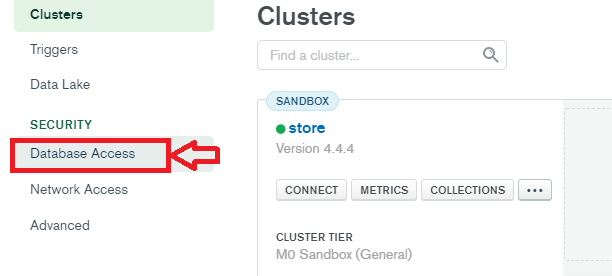 Clusters
Triggers
Data Lake
SECURITY
Database Access
Network Access
Advanced
Clusters
Find a cluster...
SANDBOX
store
Version 4.4.4
CONNECT METRICS COLLECTIONS ...
CLUSTER TIER
M0 Sandbox (General)